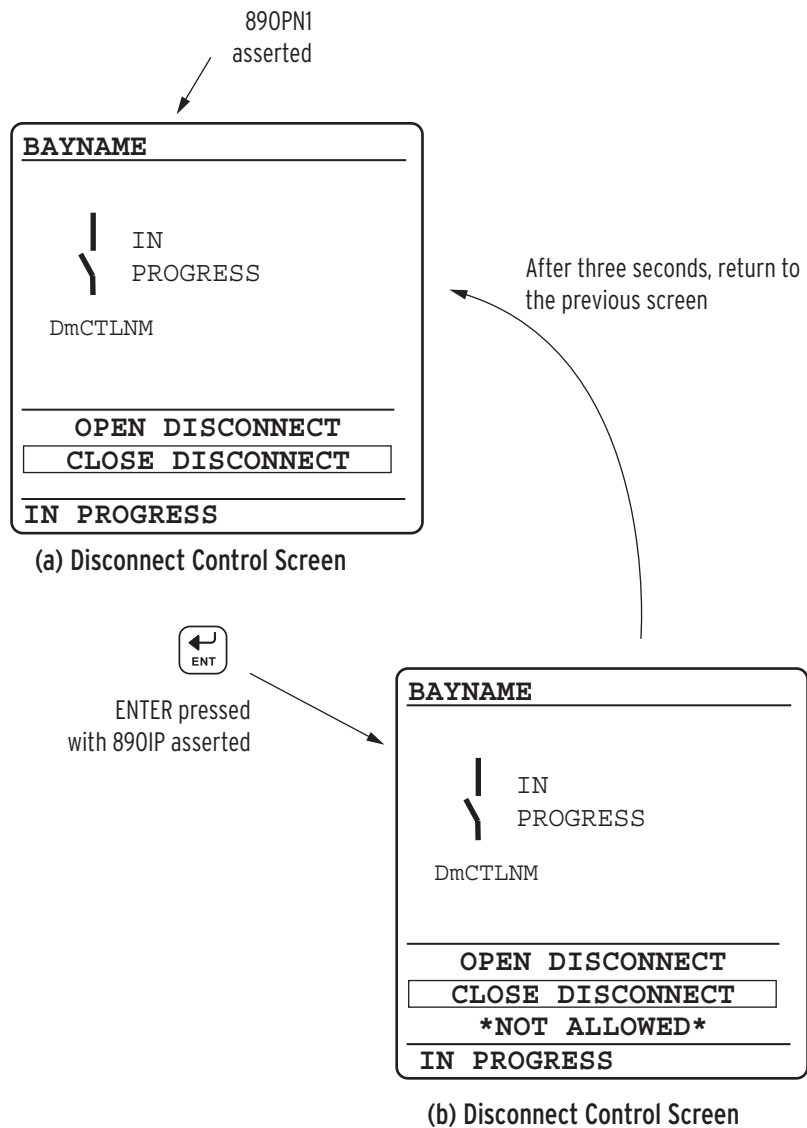 89OPN1
asserted
BAYNAME
IN
PROGRESS
DmCTLNM
OPEN DISCONNECT
CLOSE DISCONNECT
IN PROGRESS
(a) Disconnect Control Screen
After three seconds, return to
the previous screen
ENT
ENTER pressed
with 89OIP asserted
BAYNAME
IN
PROGRESS
DmCTLNM
OPEN DISCONNECT
CLOSE DISCONNECT
*NOT ALLOWED*
IN PROGRESS
(b) Disconnect Control Screen